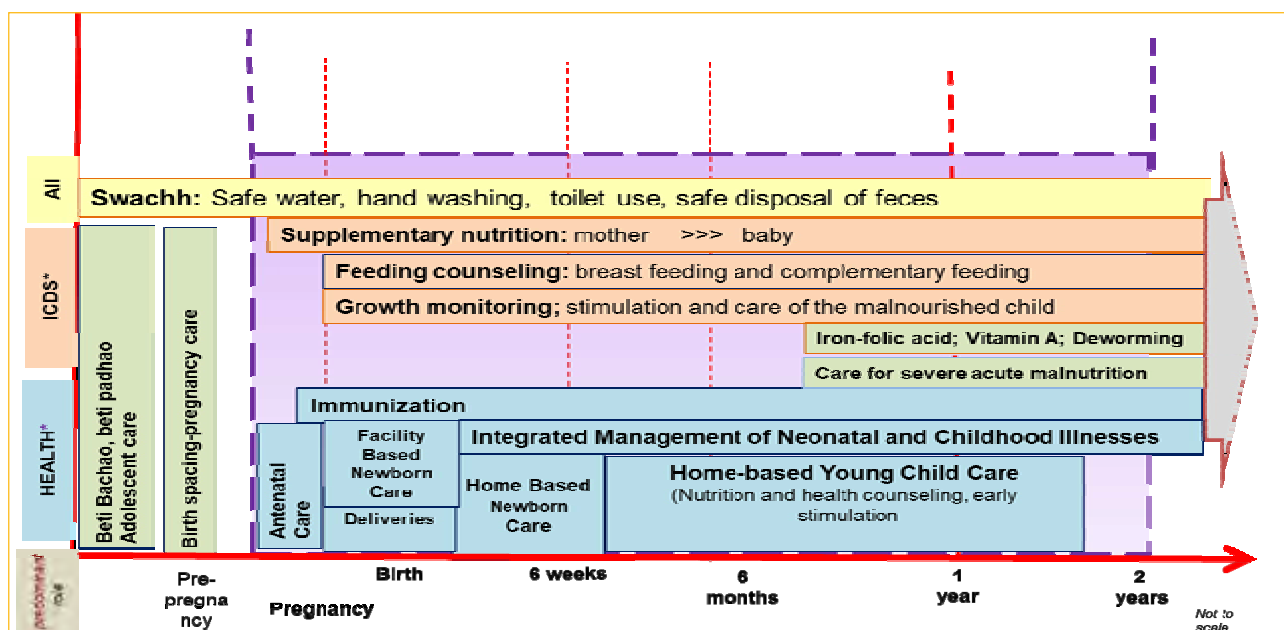 All
Swachh: Safe water, hand washing, toilet use, safe disposal of feces
ICDS*
Supplementary nutrition: mother >>> baby
Feeding counseling: breast feeding and complementary feeding
Growth monitoring; stimulation and care of the malnourished child
Iron-folic acid; Vitamin A; Deworming
Care for severe acute malnutrition
HEALTH*
Beti Bachao, beti padhao
Adolescent care
Birth spacing-pregnancy care
Immunization
Antenatal
Care
Facility
Based
Newborn
Care
Deliveries
Integrated Management of Neonatal and Childhood Illnesses
Home Based
Newborn
Care
Home-based Young Child Care
(Nutrition and health counseling, early
stimulation
predominant
role
Pre-
pregna
ncy
Pregnancy
Birth
6 weeks
6
months
1
year
2
years
Not to
scale